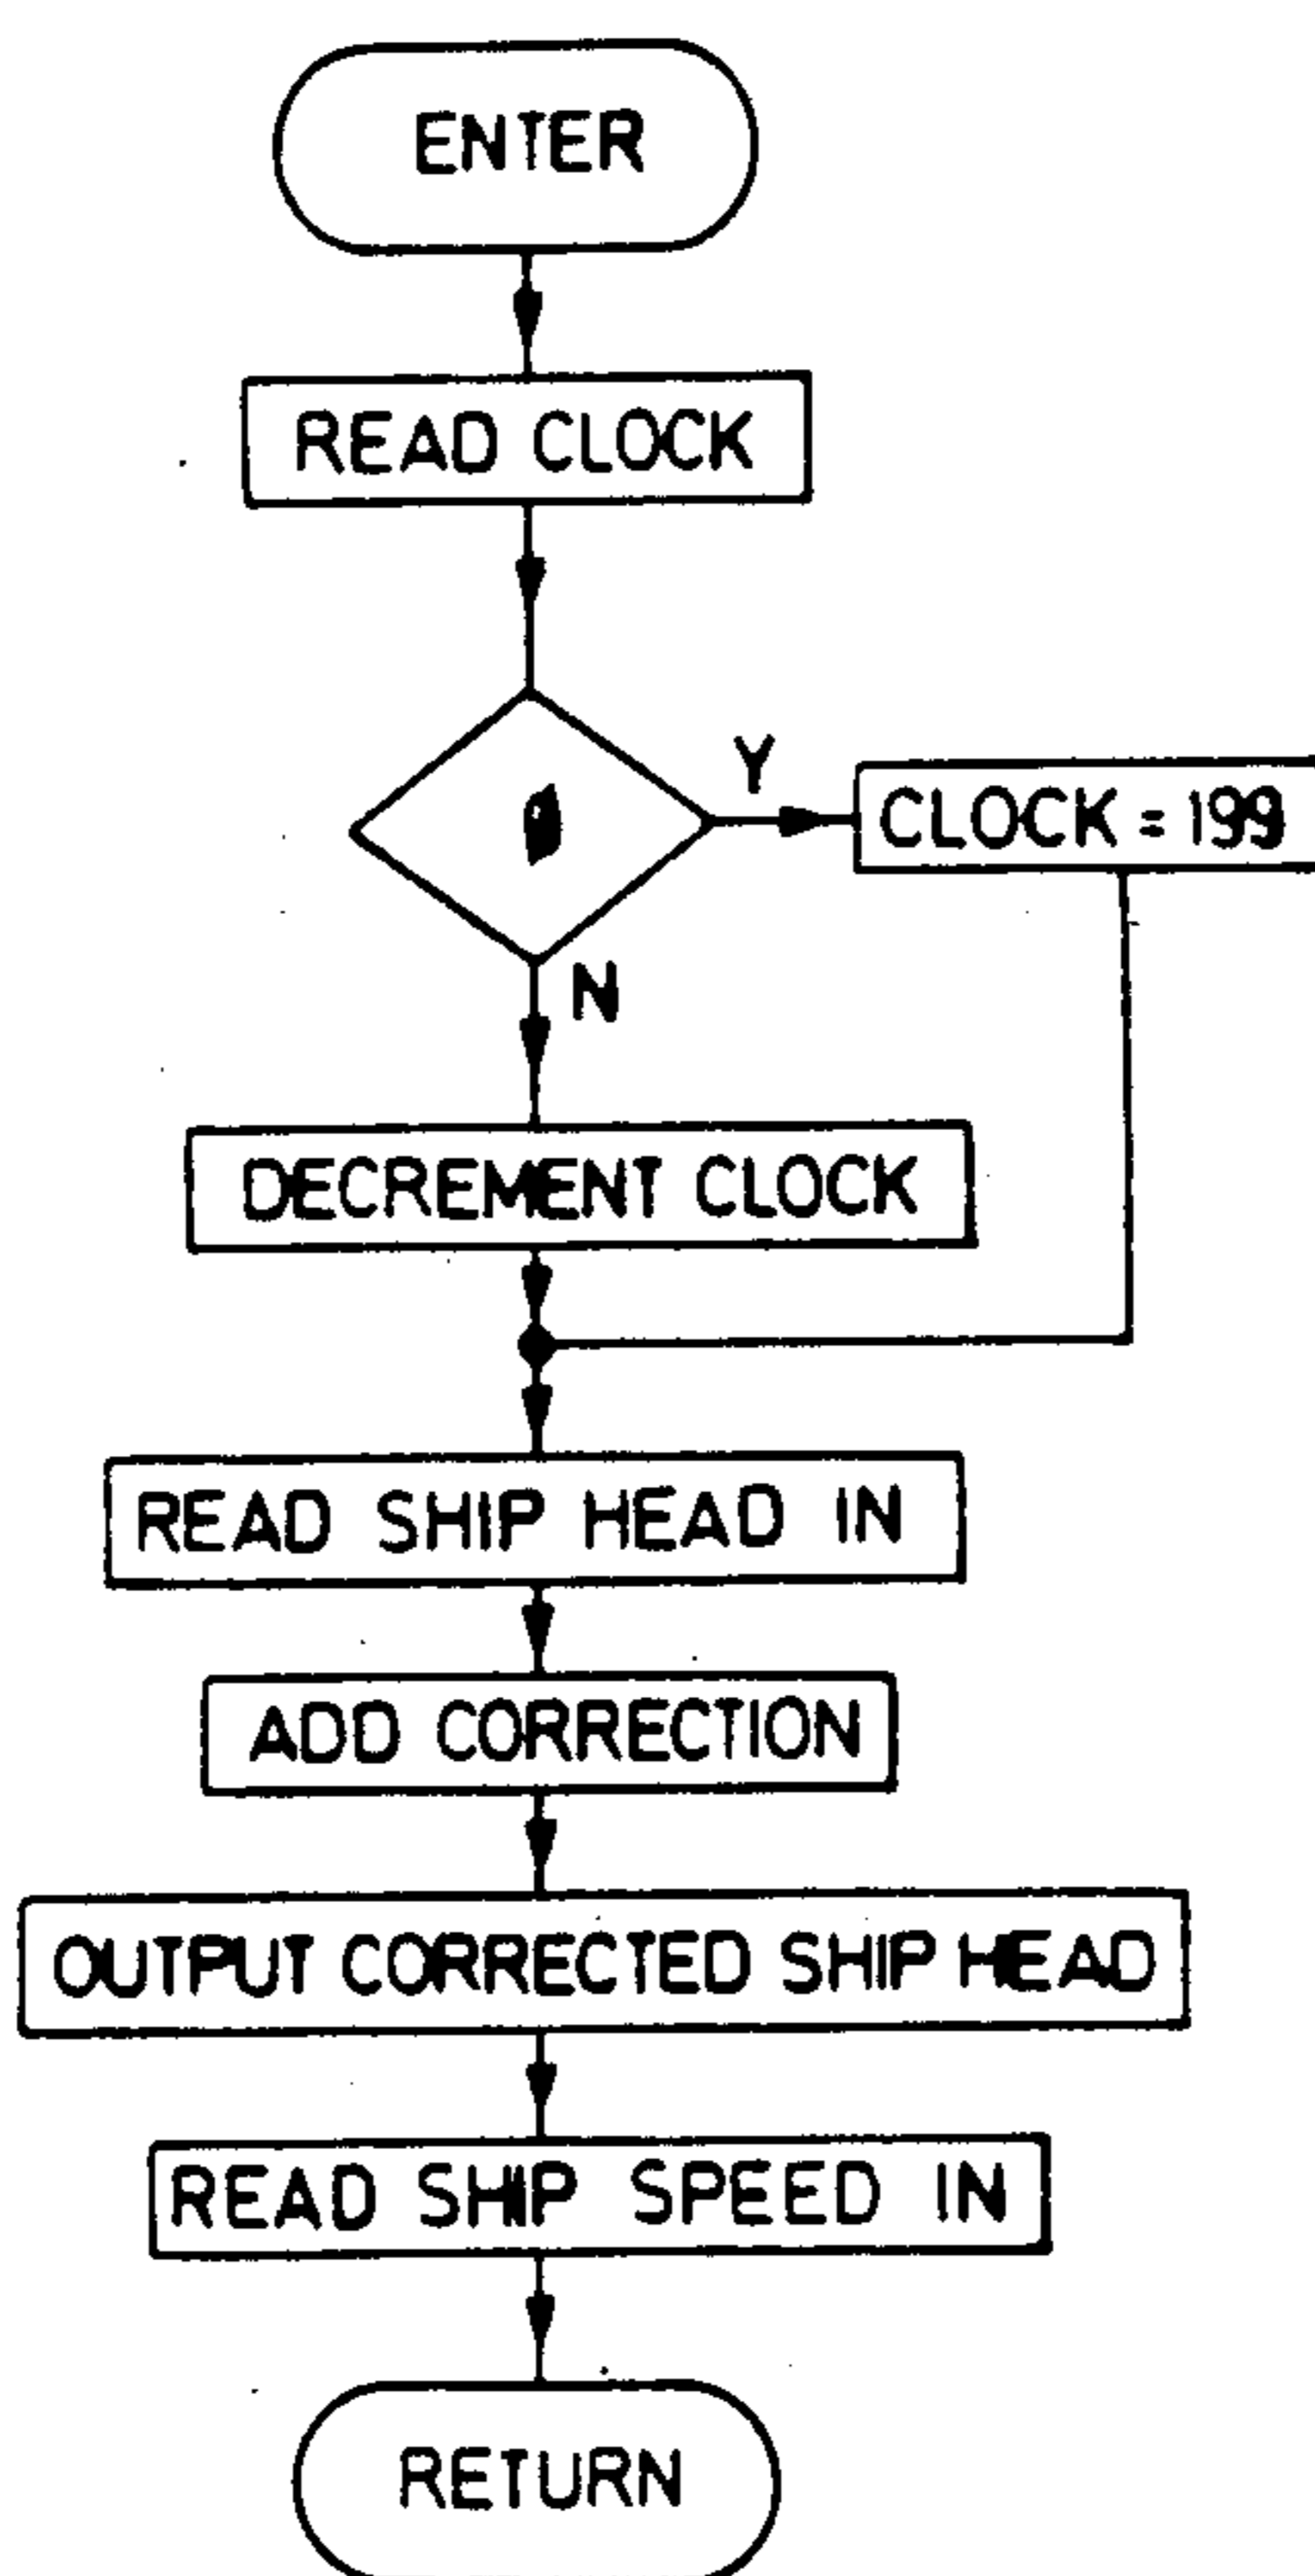 ENTER
READ CLOCK
Y
CLOCK = 199
N
DECREMENT CLOCK
READ SHIP HEAD IN
ADD CORRECTION
OUTPUT CORRECTED SHIP HEAD
READ SHIP SPEED IN
RETURN